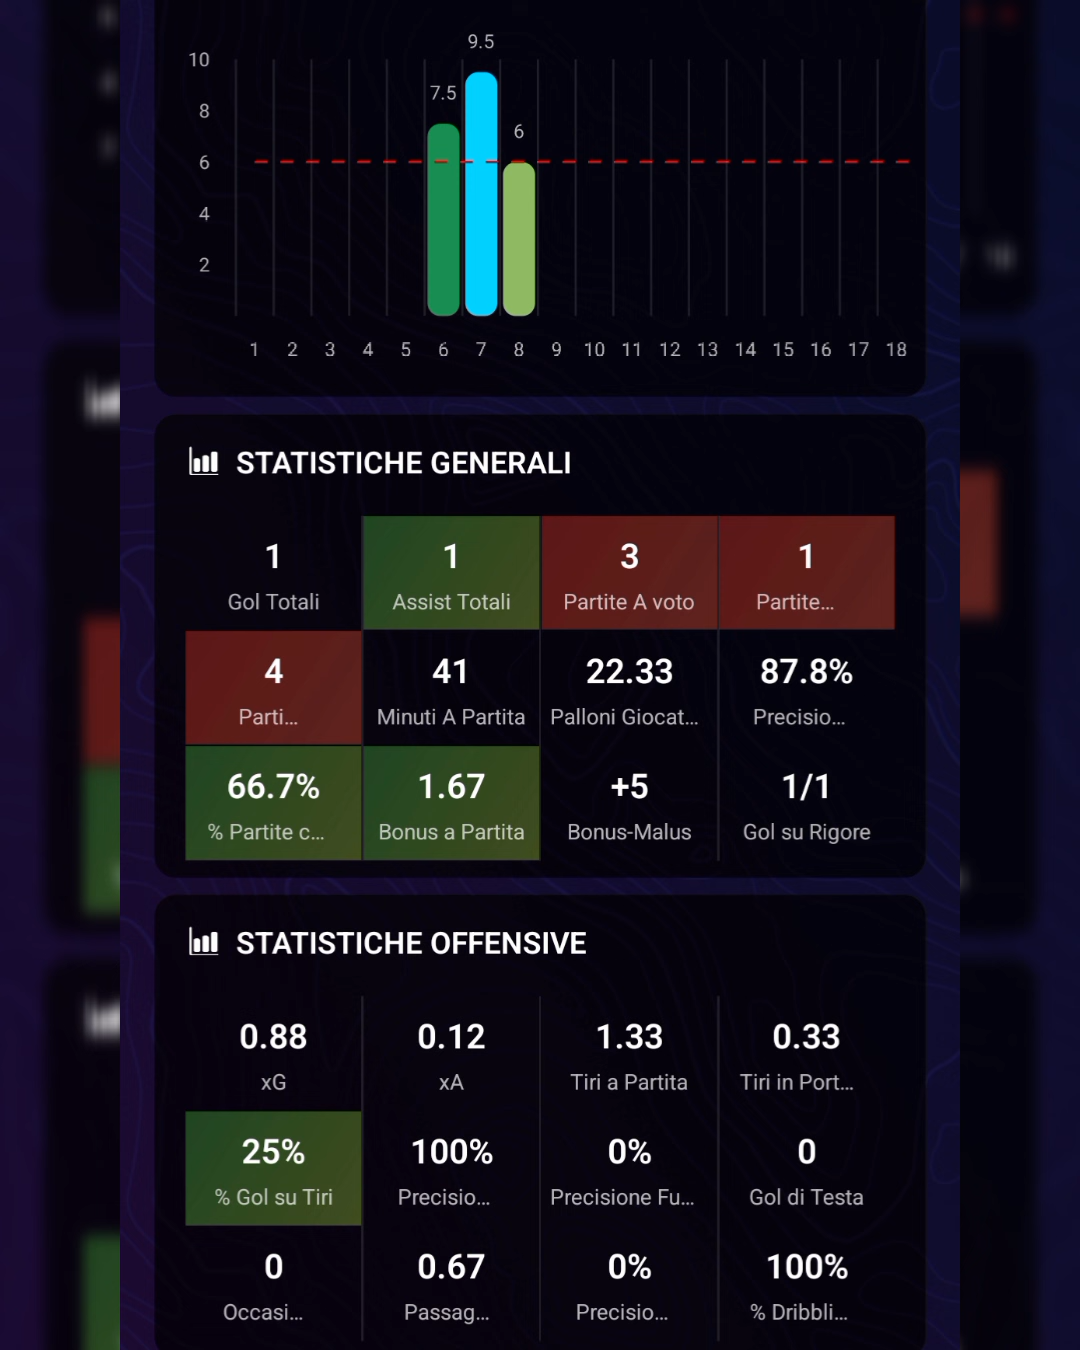 9.5
10
7.5
8
6
6
4
2
1 2 3 4 5 6 7 8 9 10 11 12 13 14 15 16 17 18
STATISTICHE GENERALI
1 1 3 1
Gol Totali Assist Totali Partite A voto Partite...
4 41 22.33 87.8%
Parti... Minuti A Partita Palloni Giocat... Precisio...
66.7% 1.67 +5 1/1
% Partite c... Bonus a Partita Bonus-Malus Gol su Rigore
STATISTICHE OFFENSIVE
0.88 0.12 1.33 0.33
xG xA Tiri a Partita Tiri in Port...
25% 100% 0% 0
% Gol su Tiri Precisio... Precisione Fu... Gol di Testa
0 0.67 0% 100%
Occasi... Passag... Precisio... % Dribbli...